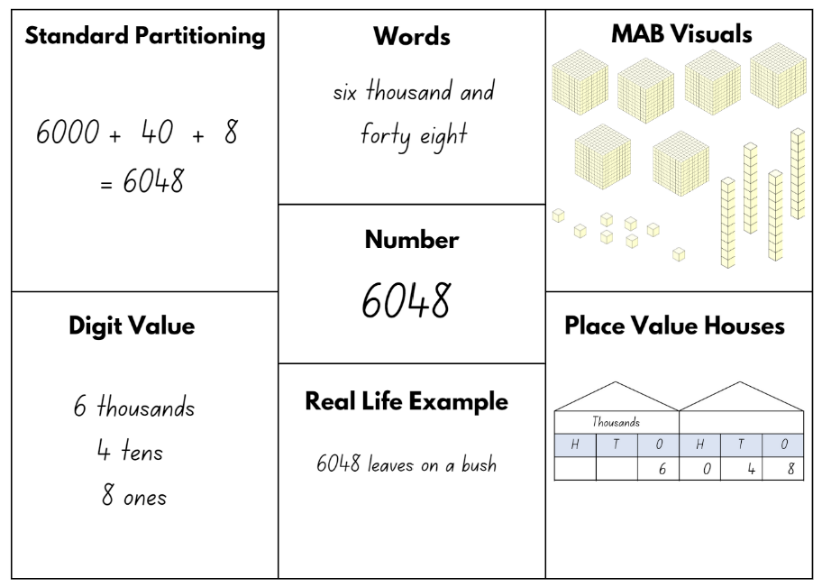 Standard Partitioning
6000 + 40 + 8
= 6048
Words
six thousand and
forty eight
MAB Visuals
Number
6048
Digit Value
6 thousands
4 tens
8 ones
Real Life Example
6048 leaves on a bush
Place Value Houses
Thousands
H T O H T O
6 0 4 8